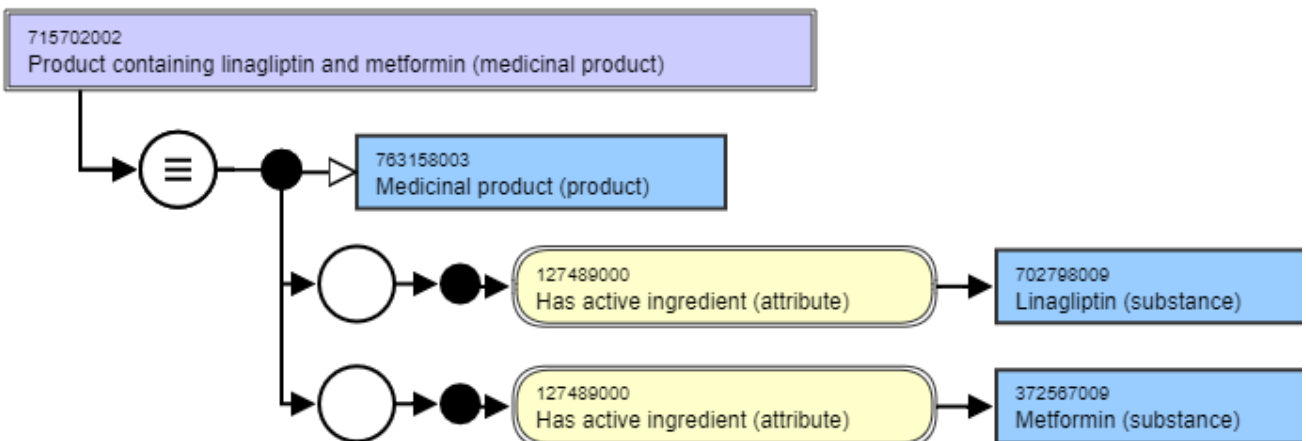 715702002
Product containing linagliptin and metformin (medicinal product)
763158003
Medicinal product (product)
127489000
Has active ingredient (attribute)
702798009
Linagliptin (substance)
127489000
Has active ingredient (attribute)
372567009
Metformin (substance)